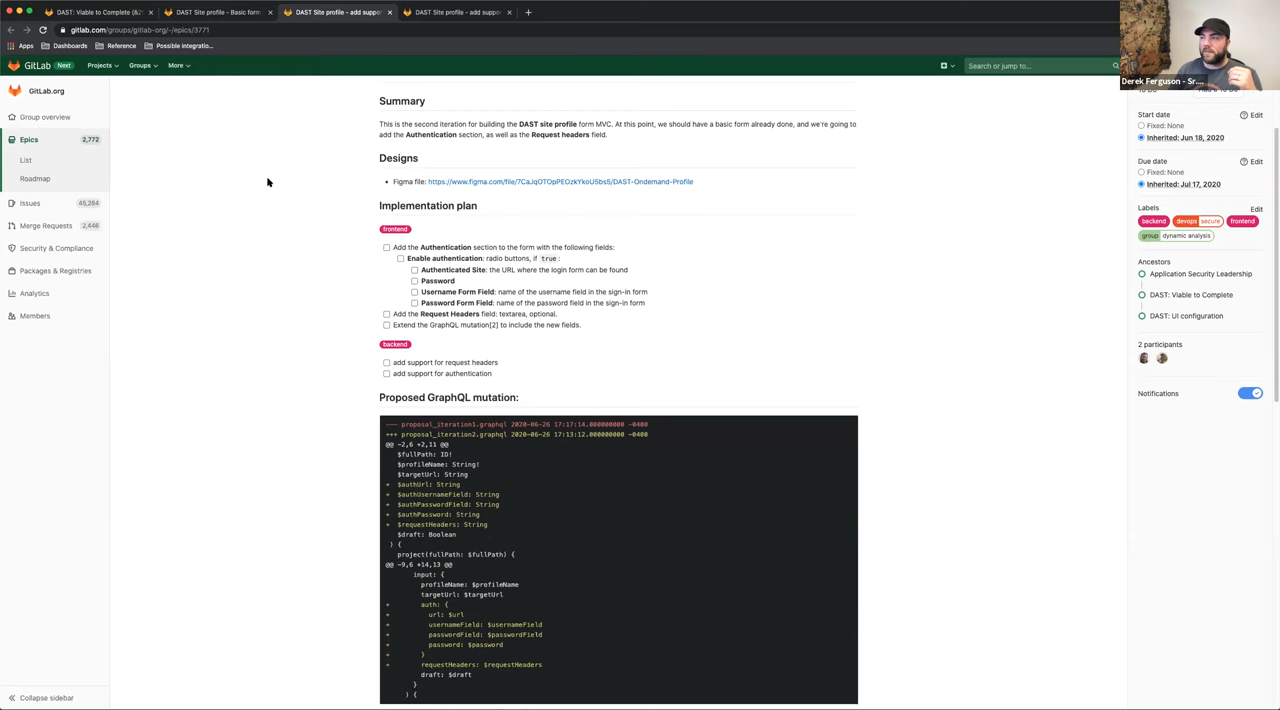 DAST: Viable to Complete (&2
DAST Site profile - Basic form
DAST Site profile - add suppo
DAST Site profile - add suppo
gitlab.com/groups/gitlab-org/-/epics/3771
Apps
Dashboards
Reference
Possible integratio...
GitLab
Next
Projects
Groups
More
Search or jump to...
Derek Ferguson - Sr....
GitLab.org
Group overview
Epics
2,772
List
Roadmap
Issues
45,284
Merge Requests
2,446
Security & Compliance
Packages & Registries
Analytics
Members
Collapse sidebar
Summary
This is the second iteration for building the DAST site profile form MVC. At this point, we should have a basic form already done, and we're going to
add the Authentication section, as well as the Request headers field.
Designs
Figma file: https://www.figma.com/file/7CaJqOTOpPEOzkYkoU5bs5/DAST-Ondemand-Profile
Implementation plan
frontend
Add the Authentication section to the form with the following fields:
Enable authentication: radio buttons, if true:
Authenticated Site: the URL where the login form can be found
Password
Username Form Field: name of the username field in the sign-in form
Password Form Field: name of the password field in the sign-in form
Add the Request Headers field: textarea, optional.
Extend the GraphQL mutation[2] to include the new fields.
backend
add support for request headers
add support for authentication
Proposed GraphQL mutation:
--- proposal_iteration1.graphql 2020-06-26 17:17:14.000000000 -0400
+++ proposal_iteration2.graphql 2020-06-26 17:13:12.000000000 -0400
@@ -2,6 +2,11 @@
$fullPath: ID!
$profileName: String!
$targetUrl: String
+ $authUrl: String
+ $authUsernameField: String
+ $authPasswordField: String
+ $authPassword: String
+ $requestHeaders: String
$draft: Boolean
) {
project(fullPath: $fullPath) {
@@ -9,6 +14,13 @@
input: {
profileName: $profileName
targetUrl: $targetUrl
+ auth: {
+ url: $url
+ usernameField: $usernameField
+ passwordField: $passwordField
+ password: $password
+ }
+ requestHeaders: $requestHeaders
draft: $draft
}
) {
Start date
Edit
Fixed: None
Inherited: Jun 18, 2020
Due date
Edit
Fixed: None
Inherited: Jul 17, 2020
Labels
Edit
backend
devops secure
frontend
group dynamic analysis
Ancestors
Application Security Leadership
DAST: Viable to Complete
DAST: UI configuration
2 participants
Notifications